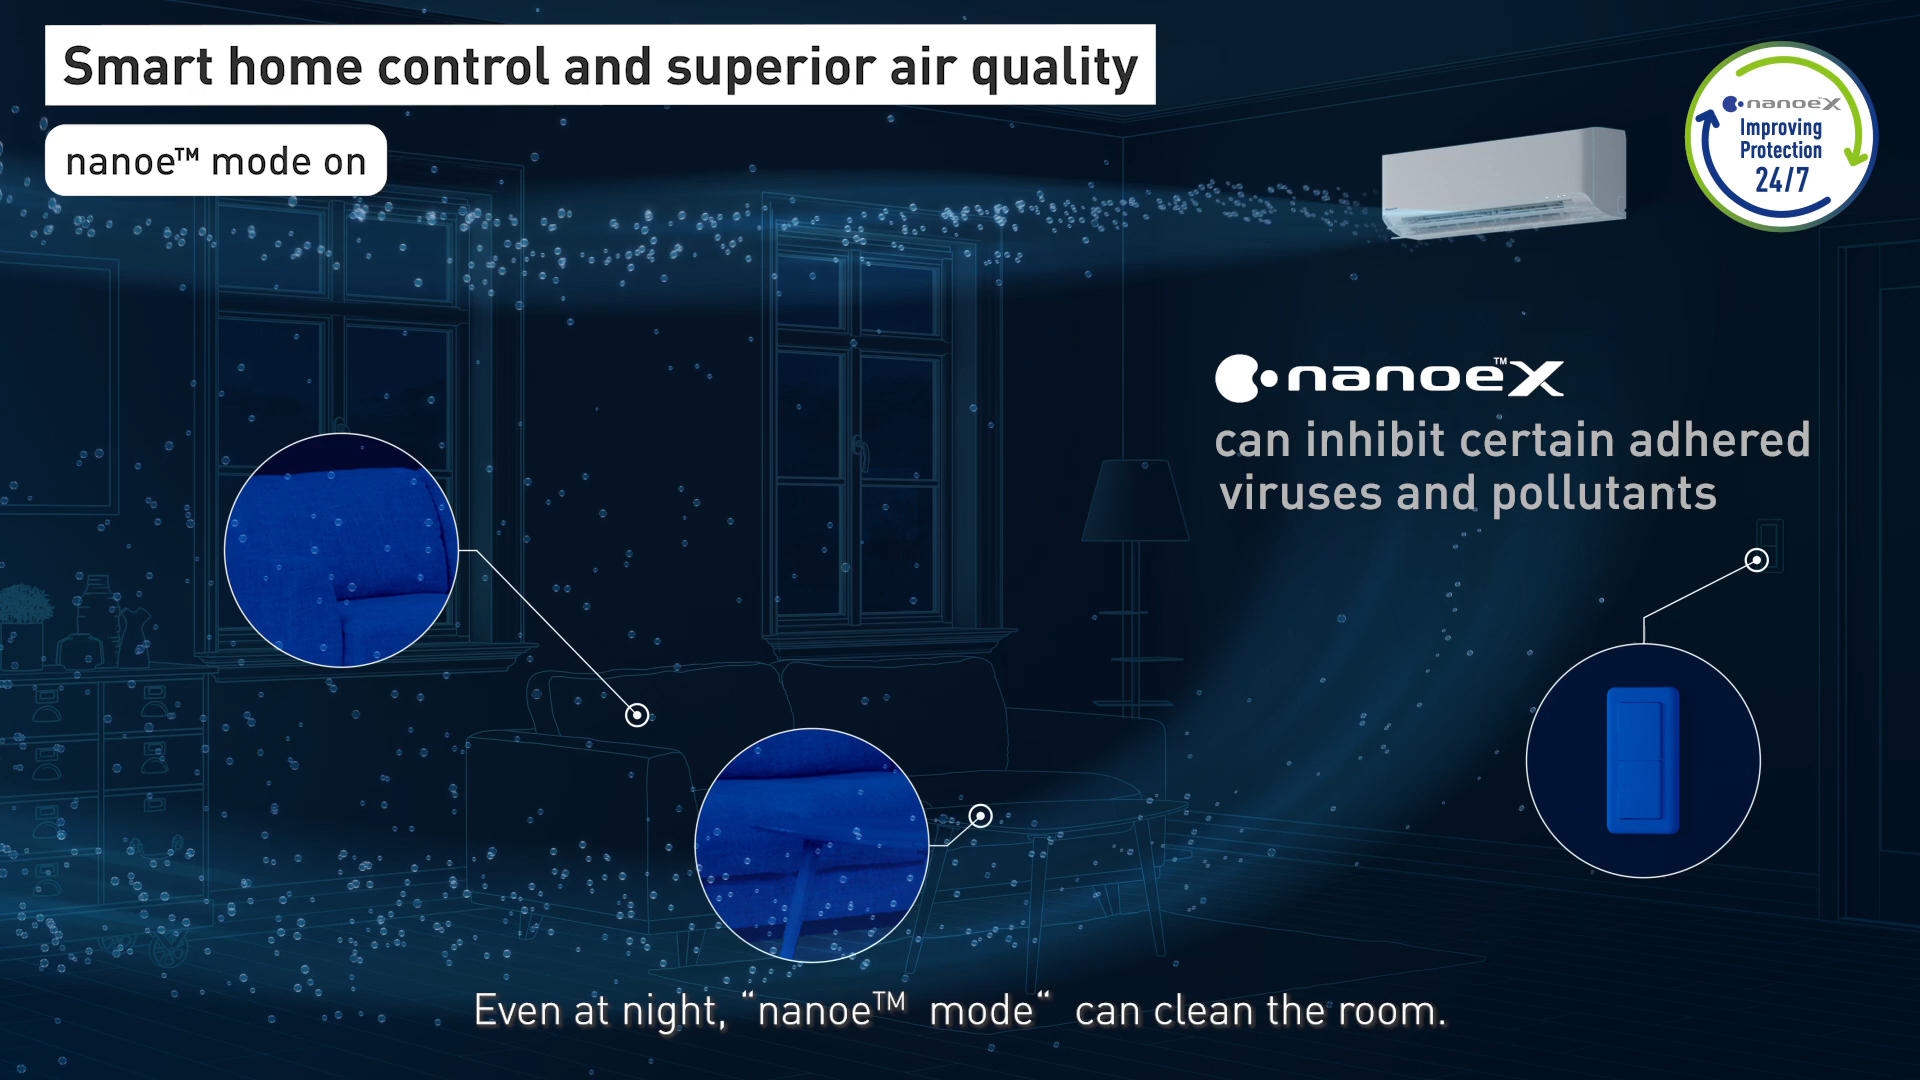 Smart home control and superior air quality
nanoe™ mode on
nanoe™X
Improving
Protection
24/7
nanoe™X
can inhibit certain adhered
viruses and pollutants
Even at night, “nanoe™ mode“ can clean the room.